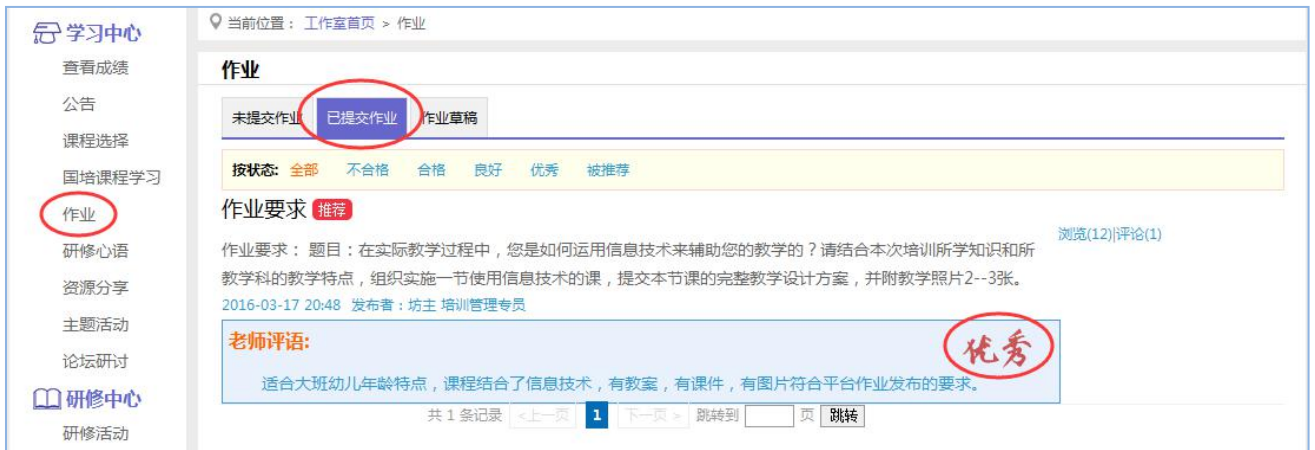 学习中心
查看成绩
公告
课程选择
国培课程学习
作业
研修心语
资源分享
主题活动
论坛研讨
研修中心
研修活动
当前位置： 工作室首页 > 作业
作业
未提交作业 已提交作业 作业草稿
按状态: 全部 不合格 合格 良好 优秀 被推荐
作业要求 推荐
浏览(12)|评论(1)
作业要求： 题目：在实际教学过程中，您是如何运用信息技术来辅助您的教学的？请结合本次培训所学知识和所
教学科的教学特点，组织实施一节使用信息技术的课，提交本节课的完整教学设计方案，并附教学照片2--3张。
2016-03-17 20:48 发布者：坊主 培训管理专员
老师评语:
优秀
适合大班幼儿年龄特点，课程结合了信息技术，有教案，有课件，有图片符合平台作业发布的要求。
共 1 条记录 <上一页 1 下一页 > 跳转到 页 跳转